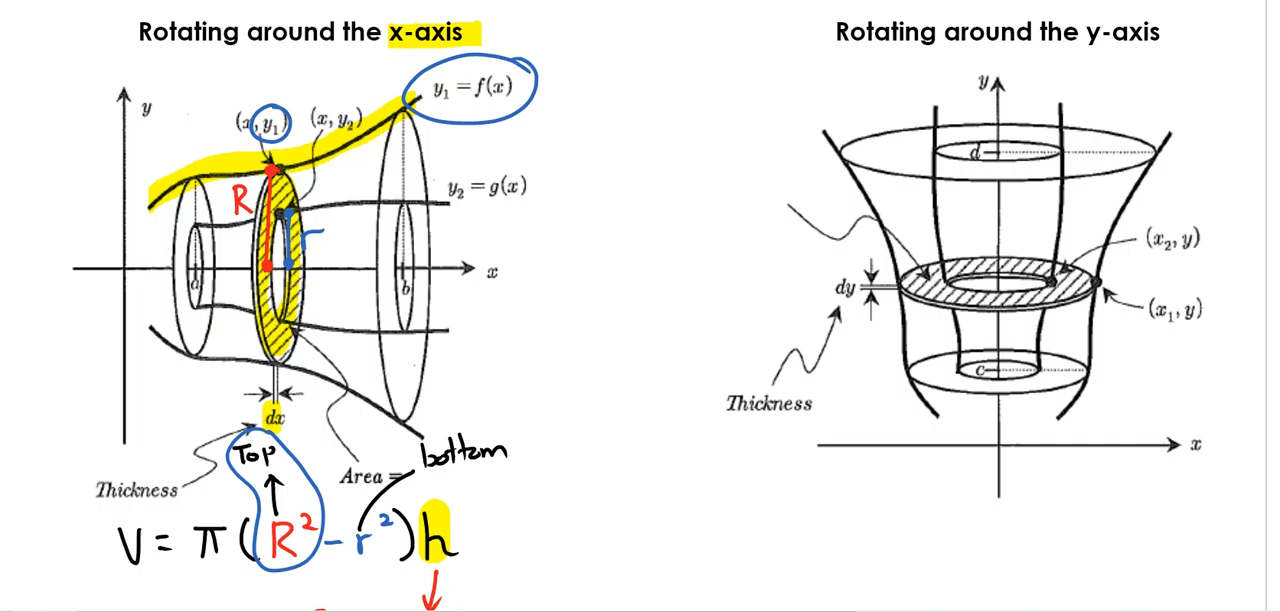 Rotating around the x-axis
y
y₁ = f(x)
(x, y₁)
(x, y₂)
R
y₂ = g(x)
r
a
b
x
dx
Top
bottom
Area =
Thickness
V = π(R² - r²)h
Rotating around the y-axis
y
d
(x₂, y)
dy
(x₁, y)
c
Thickness
x